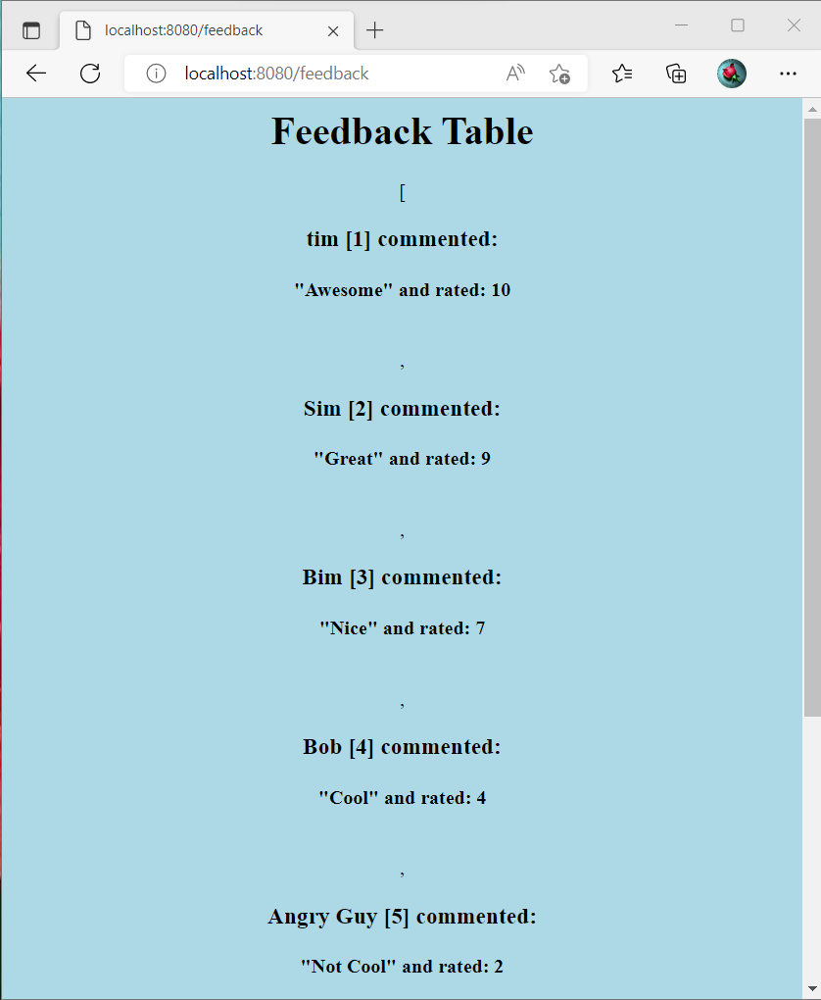 localhost:8080/feedback
localhost:8080/feedback
Feedback Table
[
tim [1] commented:
"Awesome" and rated: 10
,
Sim [2] commented:
"Great" and rated: 9
,
Bim [3] commented:
"Nice" and rated: 7
,
Bob [4] commented:
"Cool" and rated: 4
,
Angry Guy [5] commented:
"Not Cool" and rated: 2